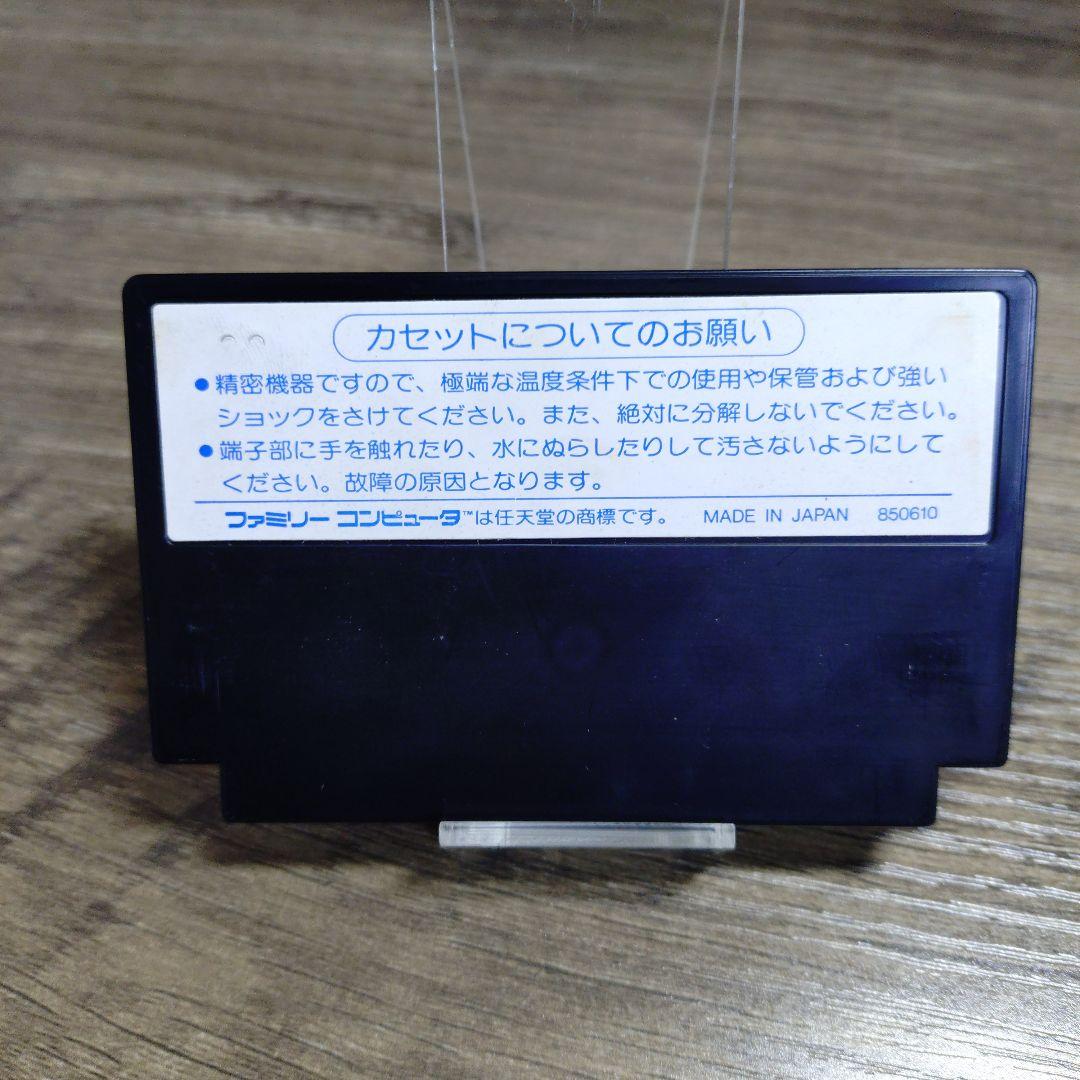 カセットについてのお願い
●精密機器ですので、極端な温度条件下での使用や保管および強い
ショックをさけてください。また、絶対に分解しないでください。
●端子部に手を触れたり、水にぬらしたりして汚さないようにして
ください。故障の原因となります。
ファミリー コンピュータ™は任天堂の商標です。 MADE IN JAPAN 850610